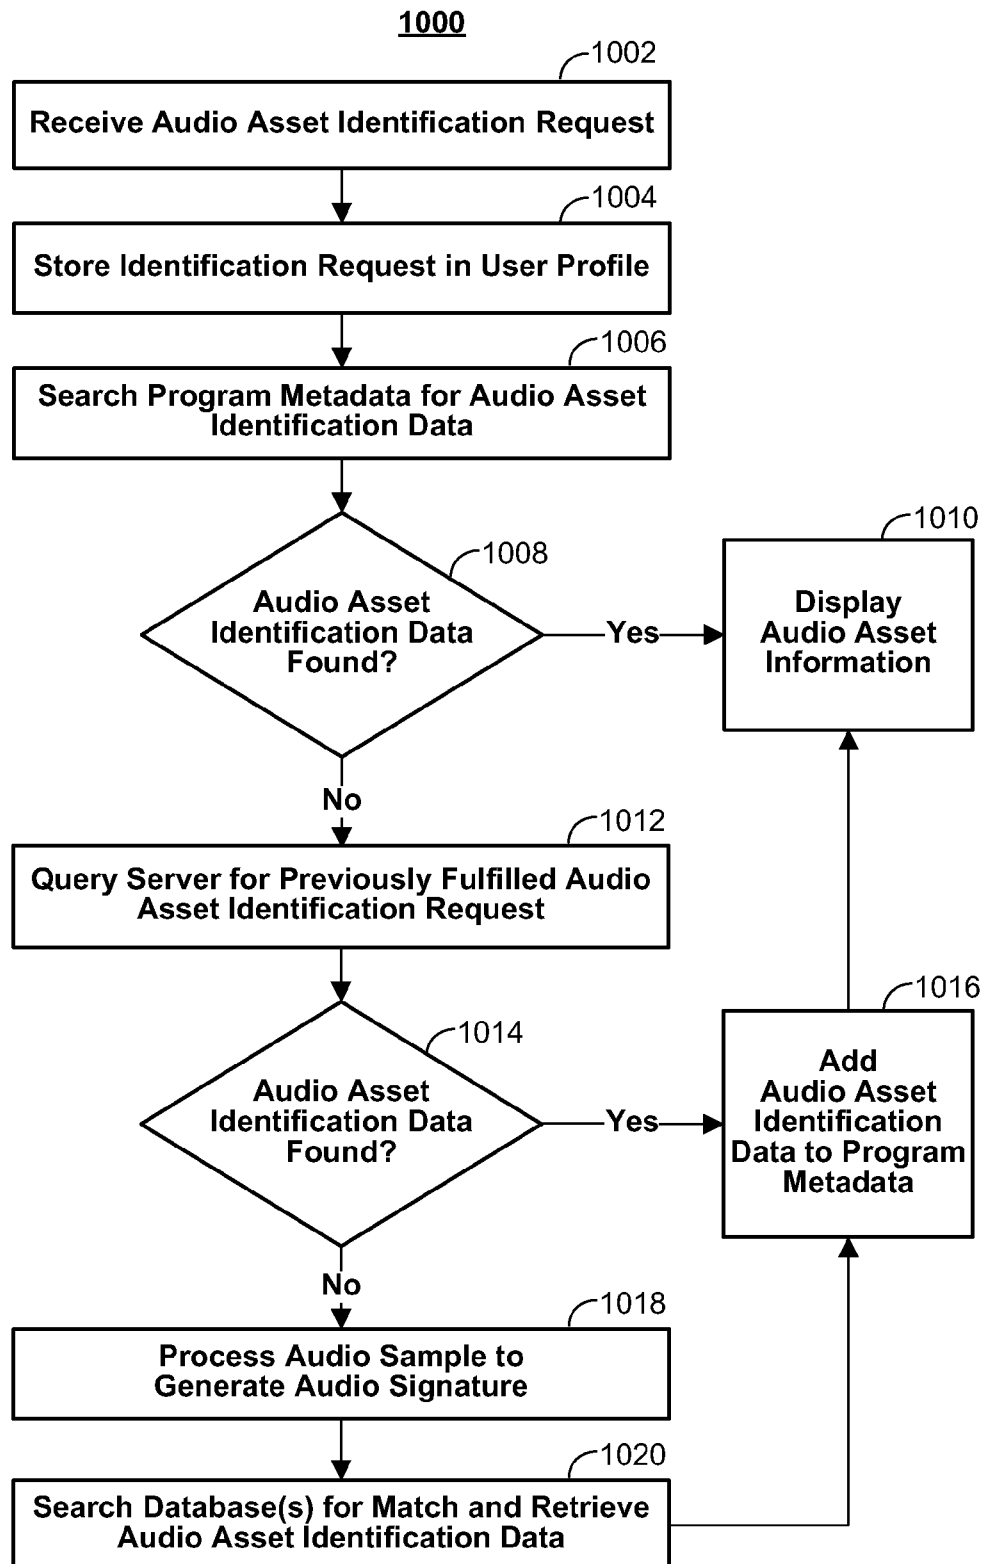 1000
1002
Receive Audio Asset Identification Request
1004
Store Identification Request in User Profile
1006
Search Program Metadata for Audio Asset
Identification Data
1008
Audio Asset
Identification Data
Found?
Yes
1010
Display
Audio Asset
Information
No
1012
Query Server for Previously Fulfilled Audio
Asset Identification Request
1014
Audio Asset
Identification Data
Found?
Yes
1016
Add
Audio Asset
Identification
Data to Program
Metadata
No
1018
Process Audio Sample to
Generate Audio Signature
1020
Search Database(s) for Match and Retrieve
Audio Asset Identification Data